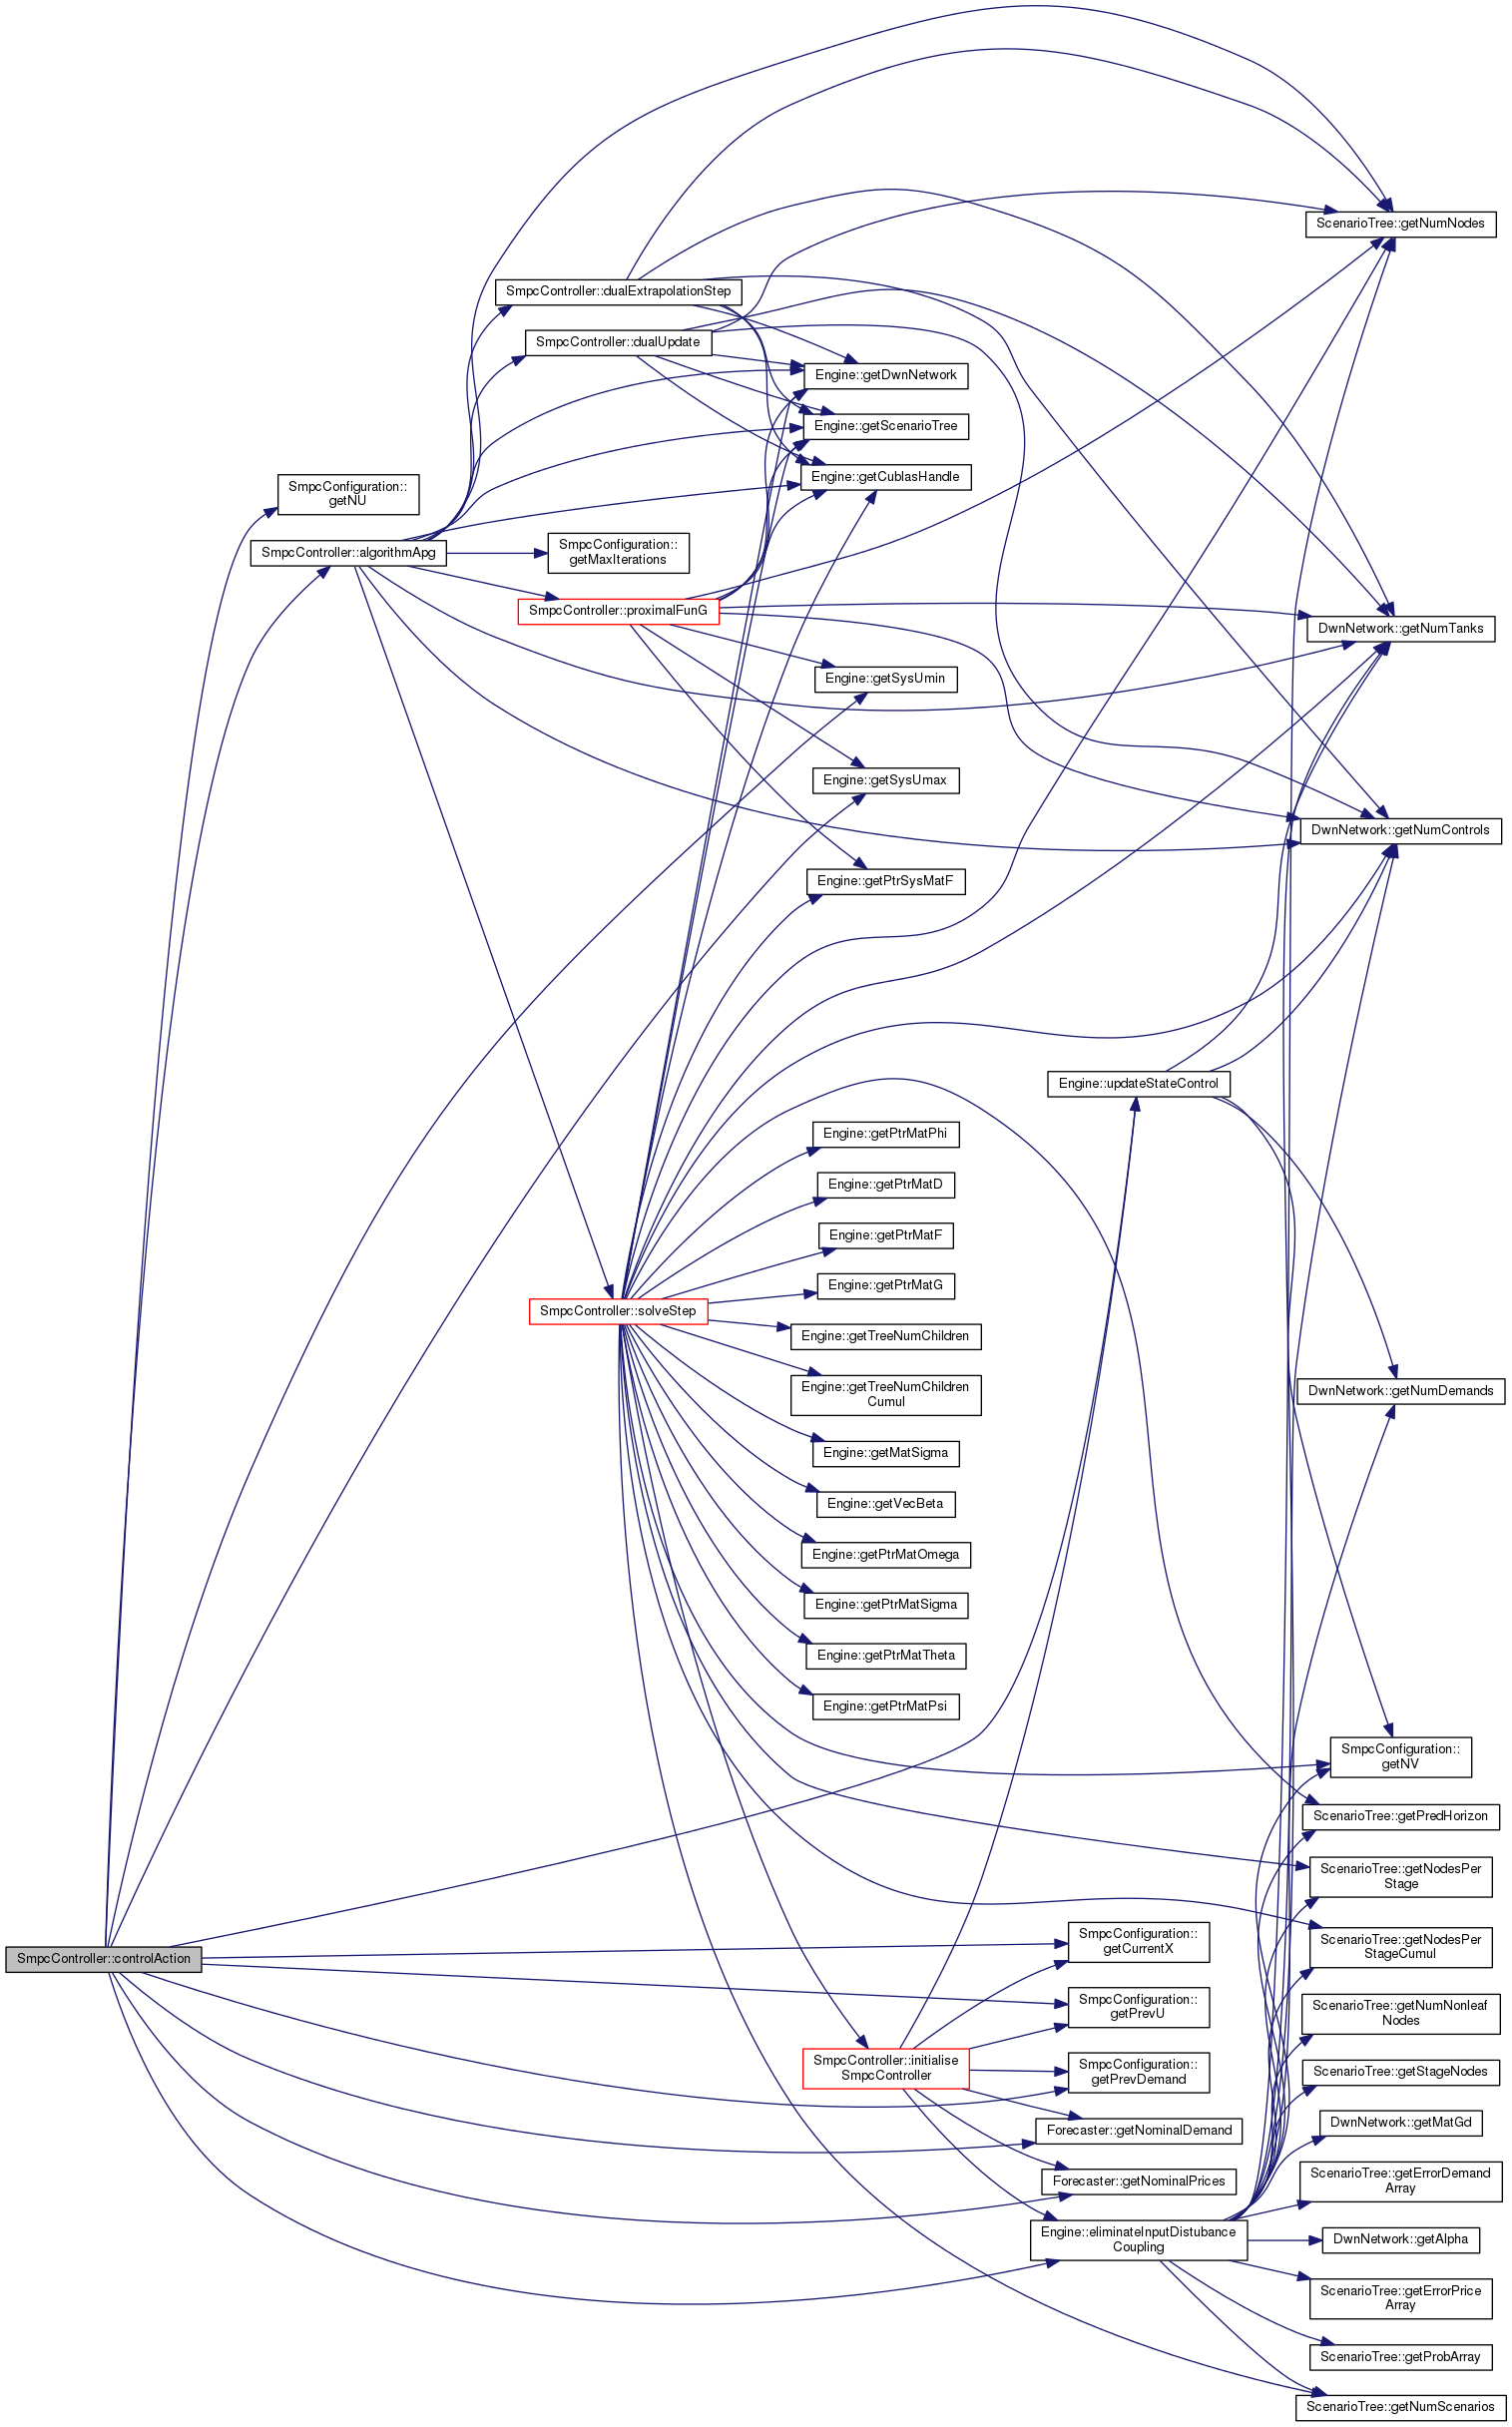 ScenarioTree::getNumNodes
SmpcController::dualExtrapolationStep
SmpcController::dualUpdate
Engine::getDwnNetwork
Engine::getScenarioTree
Engine::getCublasHandle
SmpcConfiguration::
getNU
SmpcController::algorithmApg
SmpcConfiguration::
getMaxIterations
SmpcController::proximalFunG
DwnNetwork::getNumTanks
Engine::getSysUmin
Engine::getSysUmax
DwnNetwork::getNumControls
Engine::getPtrSysMatF
Engine::updateStateControl
Engine::getPtrMatPhi
Engine::getPtrMatD
Engine::getPtrMatF
Engine::getPtrMatG
SmpcController::solveStep
Engine::getTreeNumChildren
Engine::getTreeNumChildren
Cumul
DwnNetwork::getNumDemands
Engine::getMatSigma
Engine::getVecBeta
Engine::getPtrMatOmega
Engine::getPtrMatSigma
Engine::getPtrMatTheta
Engine::getPtrMatPsi
SmpcConfiguration::
getNV
ScenarioTree::getPredHorizon
ScenarioTree::getNodesPer
Stage
SmpcController::controlAction
SmpcConfiguration::
getCurrentX
ScenarioTree::getNodesPer
StageCumul
SmpcConfiguration::
getPrevU
ScenarioTree::getNumNonleaf
Nodes
SmpcController::initialise
SmpcController
SmpcConfiguration::
getPrevDemand
ScenarioTree::getStageNodes
Forecaster::getNominalDemand
DwnNetwork::getMatGd
Forecaster::getNominalPrices
ScenarioTree::getErrorDemand
Array
Engine::eliminateInputDistubance
Coupling
DwnNetwork::getAlpha
ScenarioTree::getErrorPrice
Array
ScenarioTree::getProbArray
ScenarioTree::getNumScenarios